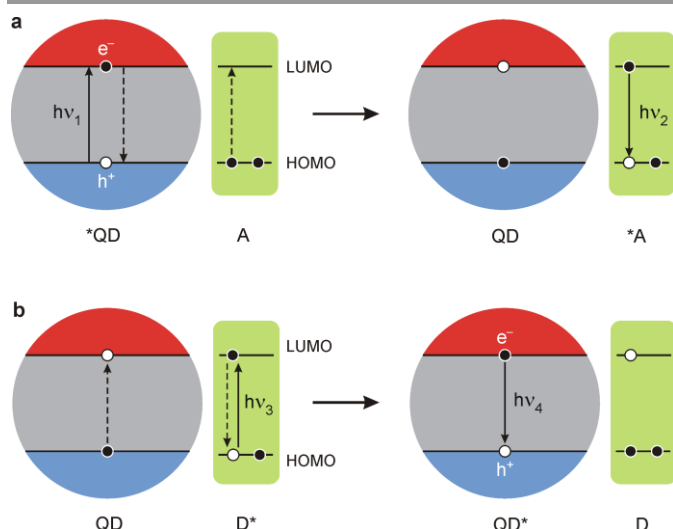 a
e⁻
LUMO
hν₁
hν₂
HOMO
h⁺
*QD
A
QD
*A
b
LUMO
e⁻
hν₃
hν₄
HOMO
h⁺
QD
D*
QD*
D